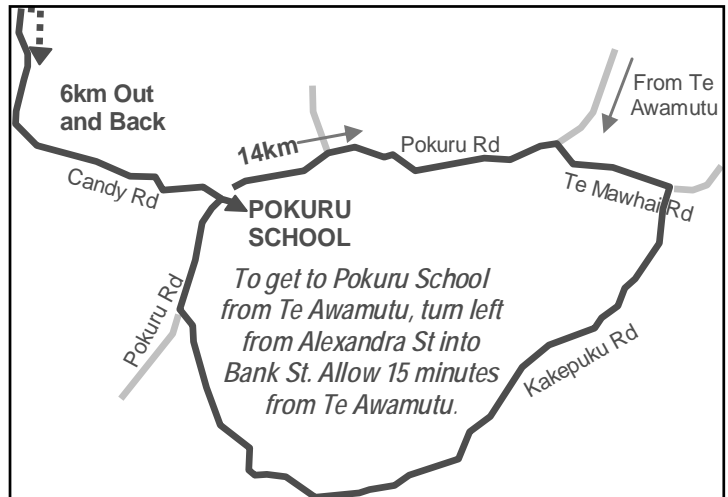 6km Out
and Back
From Te
Awamutu
14km
Pokuru Rd
Candy Rd
Te Mawhai Rd
POKURU
SCHOOL
Pokuru Rd
To get to Pokuru School
from Te Awamutu, turn left
from Alexandra St into
Bank St. Allow 15 minutes
from Te Awamutu.
Kakepuku Rd